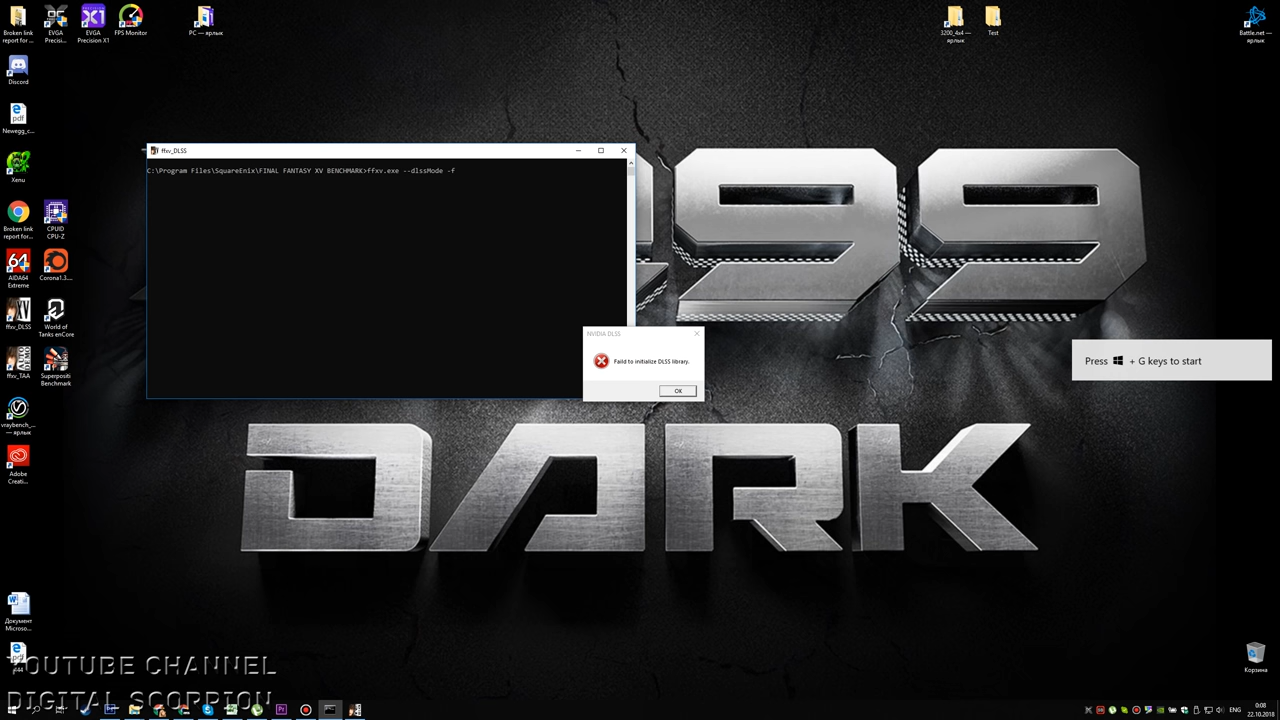 Broken link
report for ...
EVGA
Precisi...
EVGA
Precision X1
FPS Monitor
PC — ярлык
3200_4x4 —
ярлык
Test
Battle.net —
ярлык
Discord
Newegg_c...
Xenu
Broken link
report for...
CPUID
CPU-Z
64
AIDA64
Extreme
Corona1.3....
ffxv_DLSS
World of
Tanks enCore
ffxv_TAA
Superpositi
Benchmark
vraybench_...
— ярлык
Adobe
Creati...
ffxv_DLSS
C:\Program Files\SquareEnix\FINAL FANTASY XV BENCHMARK>ffxv.exe --dlssMode -f
NVIDIA DLSS
Faild to initialize DLSS library.
OK
Press + G keys to start
99
DARK
Документ
Microso...
Корзина
YOUTUBE CHANNEL
DIGITAL SCORPION
ENG
0:08
22.10.2018